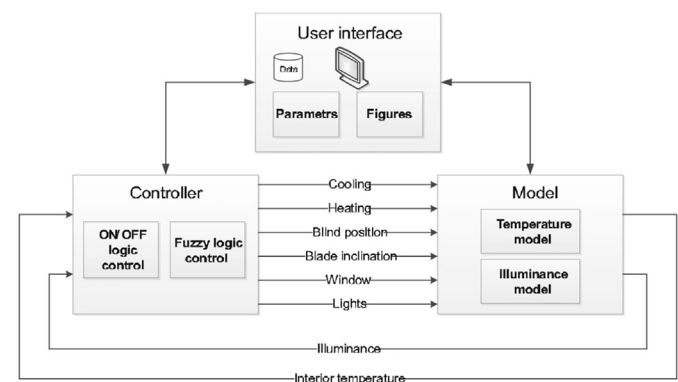 User interface
Data
Parametrs
Figures
Controller
ON/OFF
logic
control
Fuzzy logic
control
Cooling
Heating
Blind position
Blade inclination
Window
Lights
Model
Temperature
model
Illuminance
model
Illuminance
Interior temperature